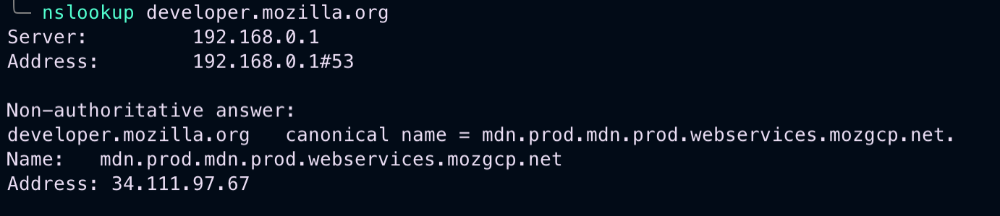 nslookup developer.mozilla.org
Server:         192.168.0.1
Address:        192.168.0.1#53

Non-authoritative answer:
developer.mozilla.org   canonical name = mdn.prod.mdn.prod.webservices.mozgcp.net.
Name:   mdn.prod.mdn.prod.webservices.mozgcp.net
Address: 34.111.97.67